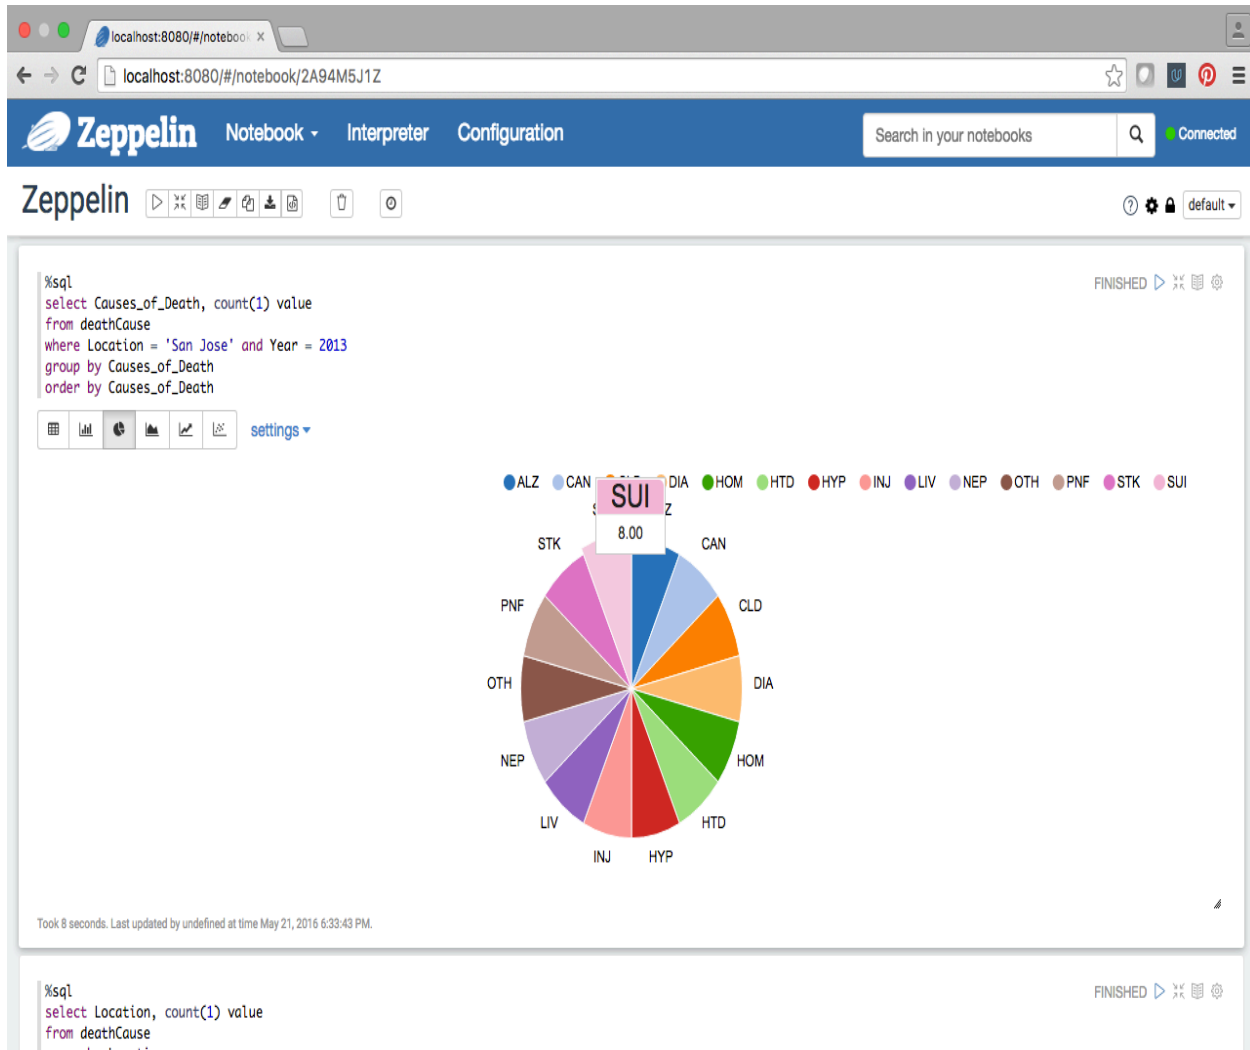 localhost:8080/#/noteboo
localhost:8080/#/notebook/2A94M5J1Z
Zeppelin Notebook Interpreter Configuration Search in your notebooks Connected
Zeppelin default
%sql FINISHED
select Causes_of_Death, count(1) value
from deathCause
where Location = 'San Jose' and Year = 2013
group by Causes_of_Death
order by Causes_of_Death
settings
ALZ CAN DIA HOM HTD HYP INJ LIV NEP OTH PNF STK SUI
SUI
8.00
STK CAN
PNF CLD
OTH DIA
NEP HOM
LIV HTD
INJ HYP
Took 8 seconds. Last updated by undefined at time May 21, 2016 6:33:43 PM.
%sql FINISHED
select Location, count(1) value
from deathCause